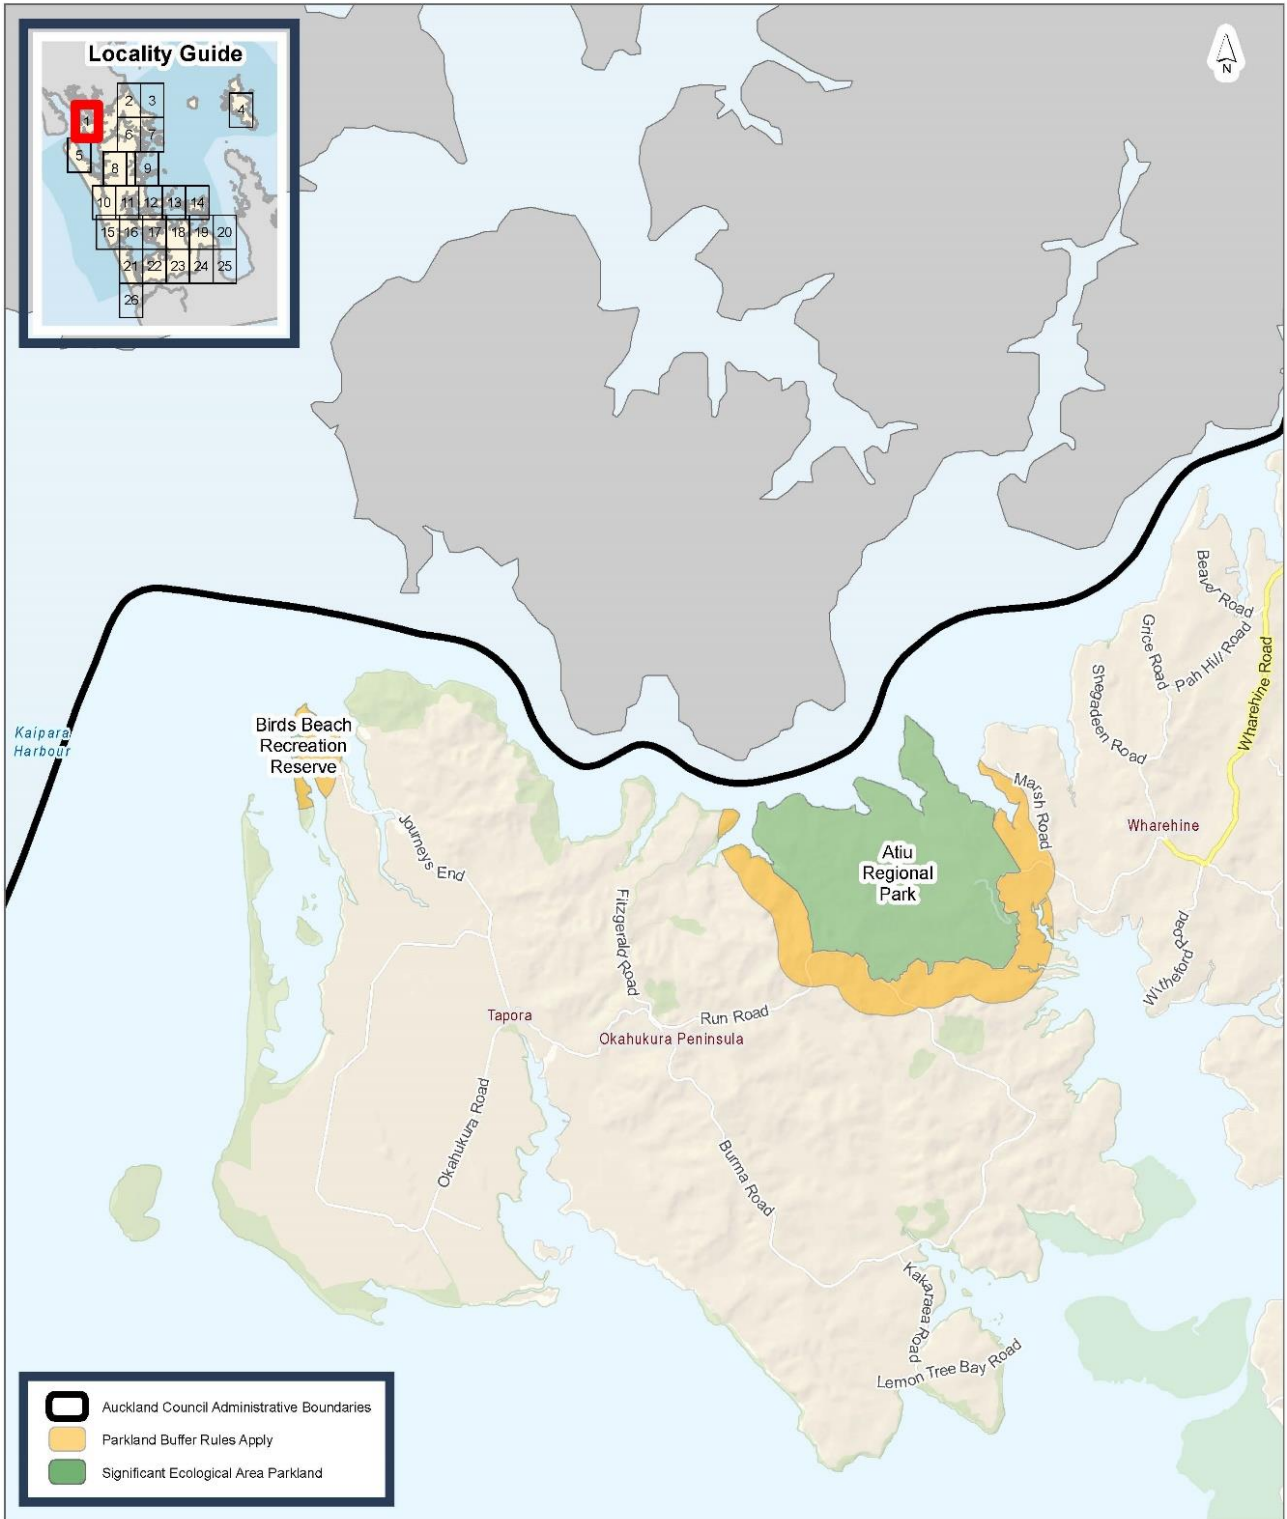 Locality Guide
2
3
4
1
6
7
5
8
9
10
11
12
13
14
15
16
17
18
19
20
21
22
23
24
25
26
N
Beaver Road
Grice Road
Pah Hill Road
Wharehine Road
Shegadeen Road
Kaipara
Harbour
Birds Beach
Recreation
Reserve
Marsh Road
Wharehine
Journeys End
Atiu
Regional
Park
Fitzgerald Road
Witheford Road
Tapora
Run Road
Okahukura Peninsula
Okahukura Road
Burma Road
Kakaraea Road
Lemon Tree Bay Road
Auckland Council Administrative Boundaries
Parkland Buffer Rules Apply
Significant Ecological Area Parkland